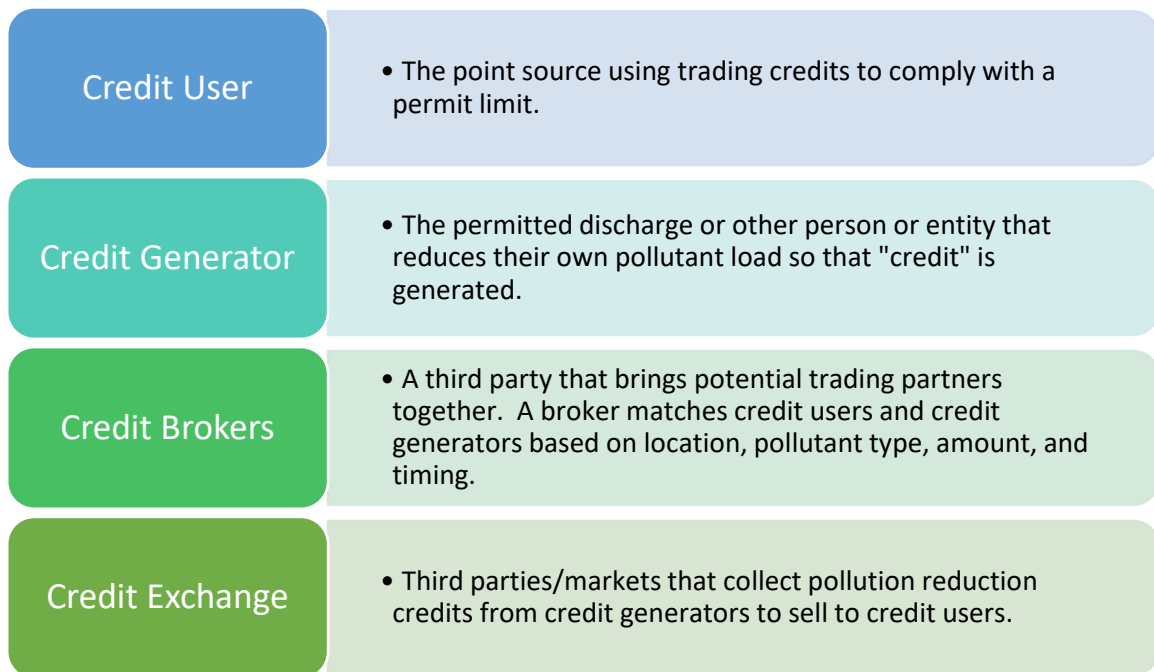 Credit User
• The point source using trading credits to comply with a
permit limit.
Credit Generator
• The permitted discharge or other person or entity that
reduces their own pollutant load so that "credit" is
generated.
Credit Brokers
• A third party that brings potential trading partners
together.  A broker matches credit users and credit
generators based on location, pollutant type, amount, and
timing.
Credit Exchange
• Third parties/markets that collect pollution reduction
credits from credit generators to sell to credit users.